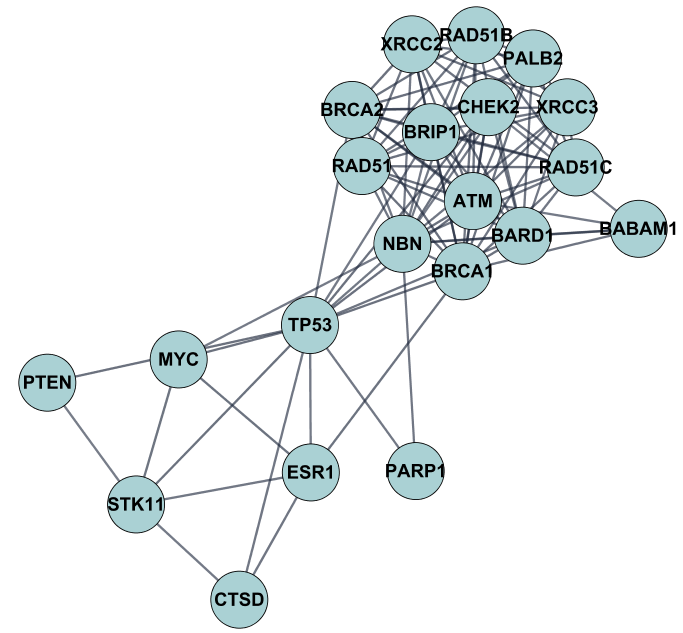 RAD51B
XRCC2
PALB2
CHEK2
XRCC3
BRCA2
BRIP1
RAD51
RAD51C
ATM
BABAM1
BARD1
NBN
BRCA1
TP53
MYC
PTEN
ESR1
PARP1
STK11
CTSD